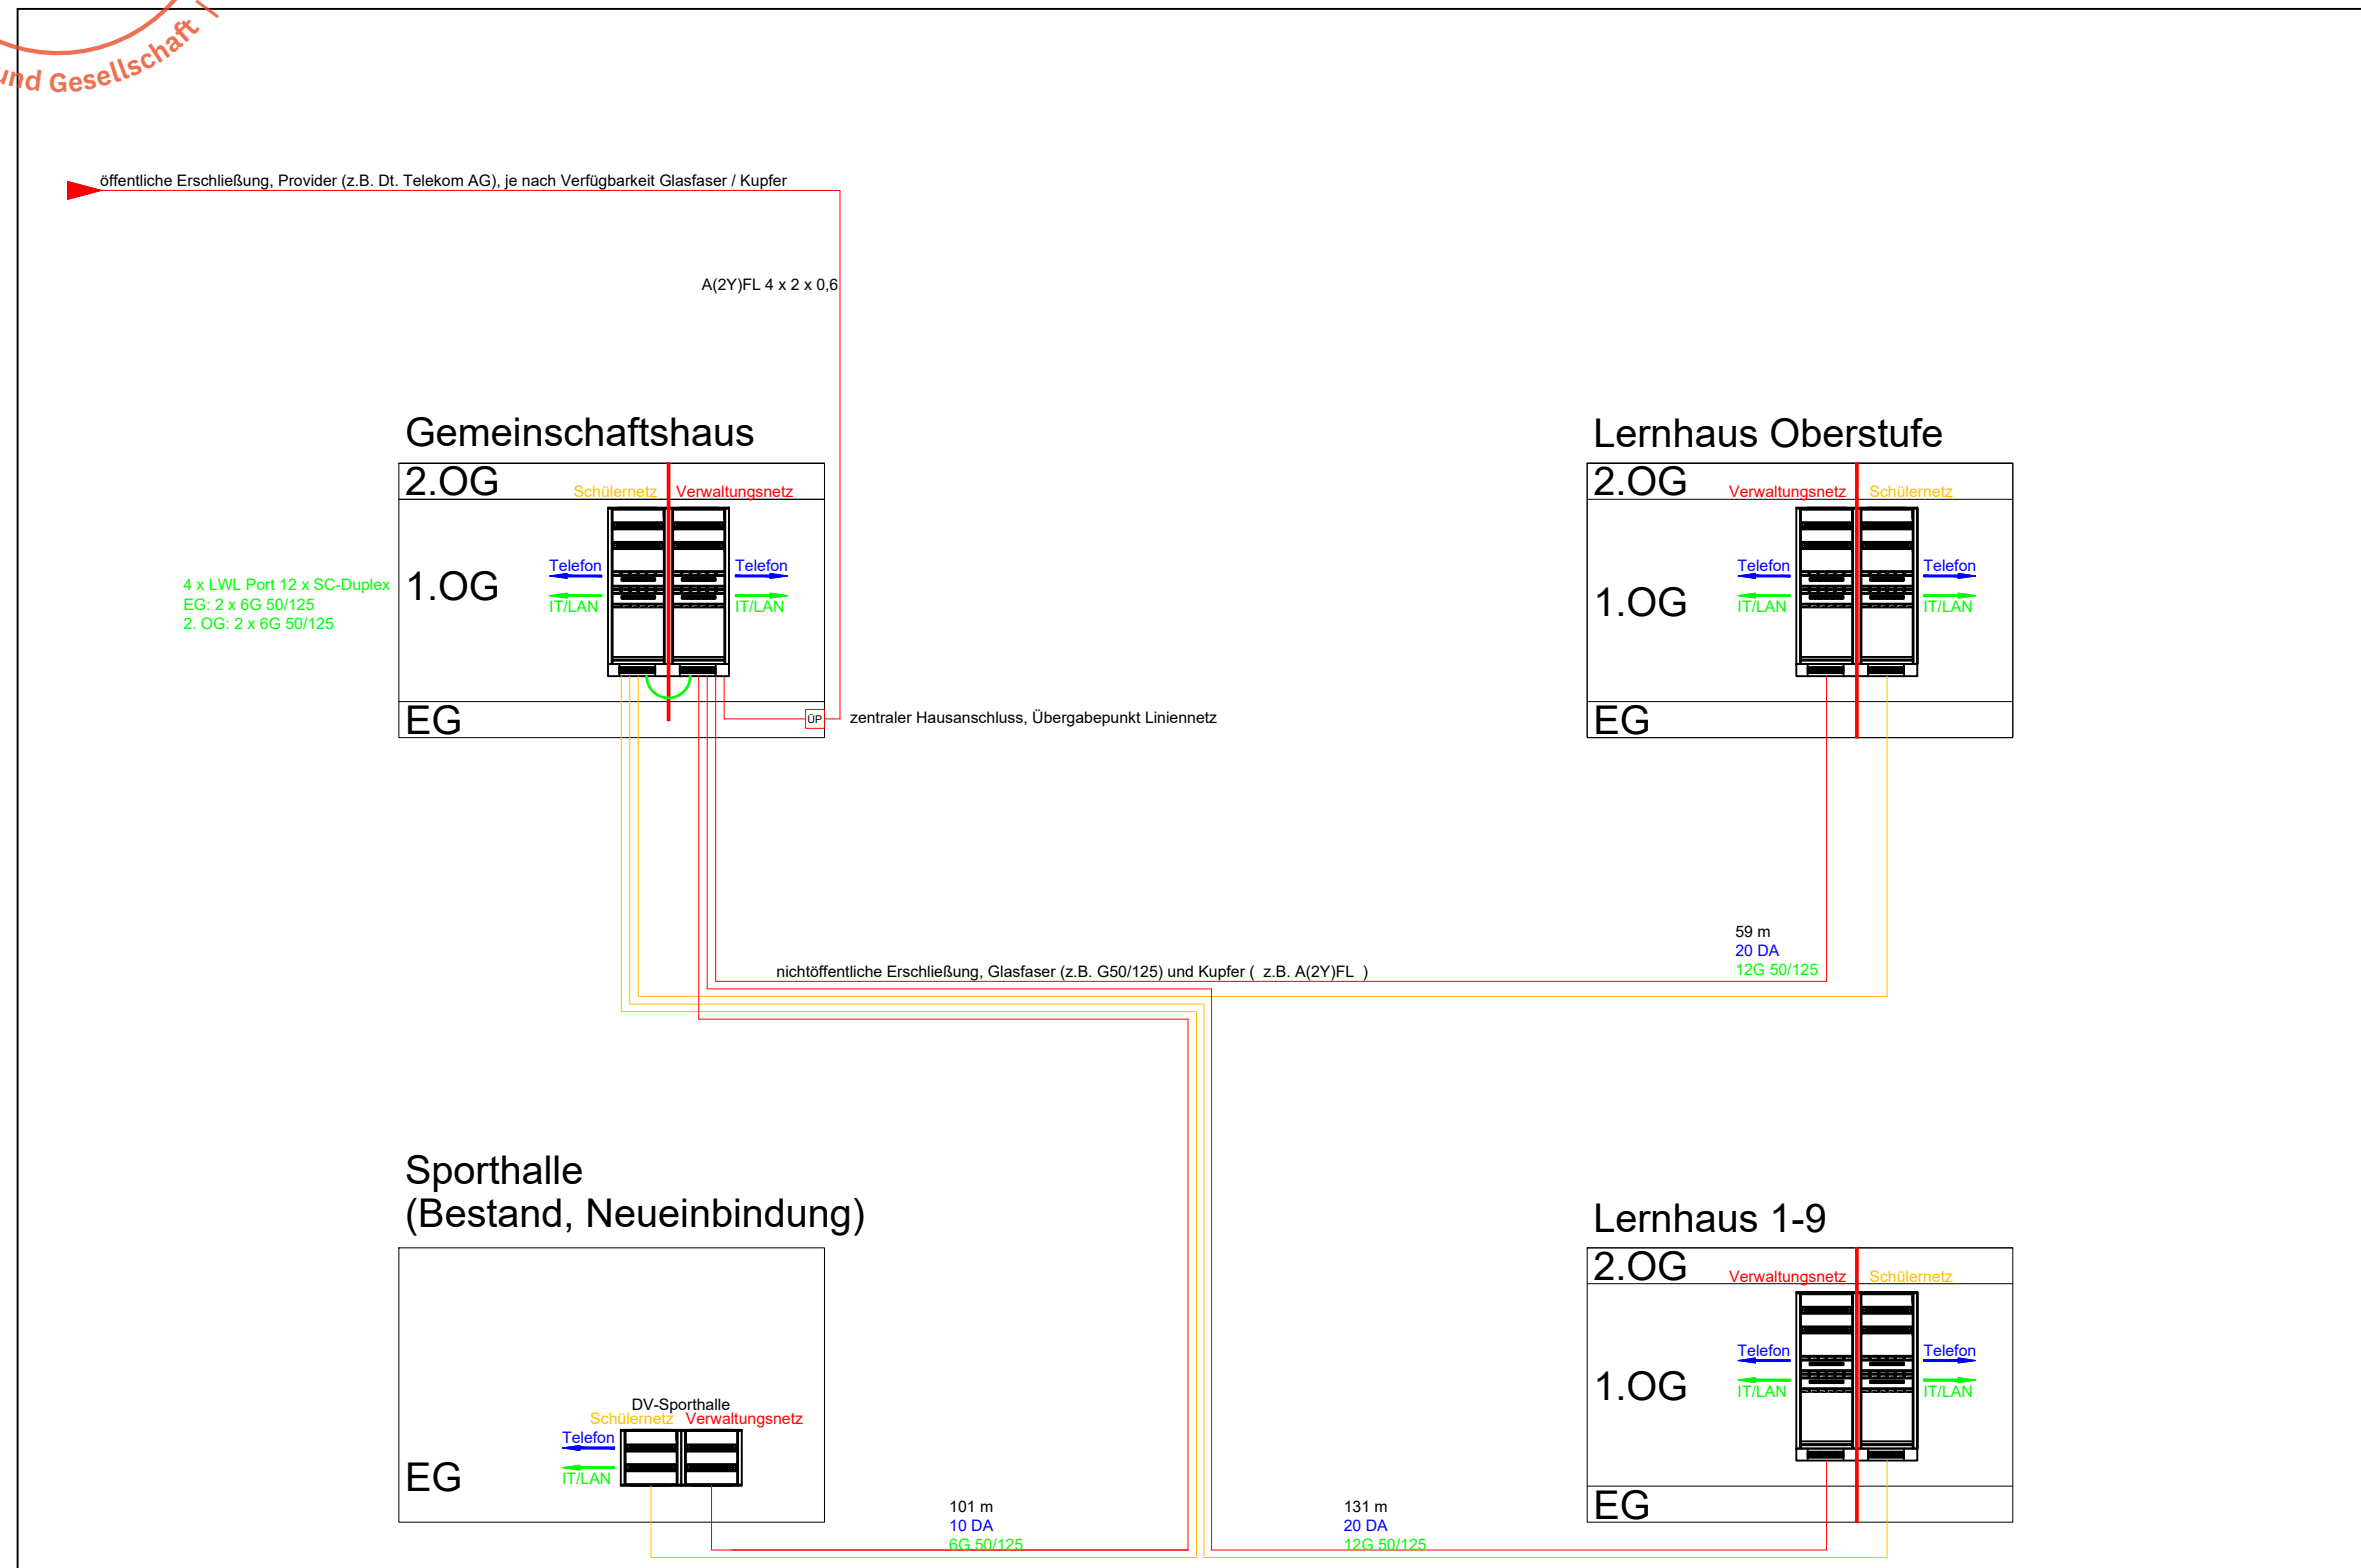 und Gesellschaft
öffentliche Erschließung, Provider (z.B. Dt. Telekom AG), je nach Verfügbarkeit Glasfaser / Kupfer
A(2Y)FL 4 x 2 x 0,6
Gemeinschaftshaus
2.OG
Schülernetz
Verwaltungsnetz
Telefon
IT/LAN
Telefon
IT/LAN
1.OG
4 x LWL Port 12 x SC-Duplex
EG: 2 x 6G 50/125
2. OG: 2 x 6G 50/125
EG
ÜP
zentraler Hausanschluss, Übergabepunkt Liniennetz
Lernhaus Oberstufe
2.OG
Verwaltungsnetz
Schülernetz
Telefon
IT/LAN
Telefon
IT/LAN
1.OG
EG
59 m
20 DA
12G 50/125
nichtöffentliche Erschließung, Glasfaser (z.B. G50/125) und Kupfer ( z.B. A(2Y)FL )
Sporthalle
(Bestand, Neueinbindung)
DV-Sporthalle
Schülernetz
Verwaltungsnetz
Telefon
IT/LAN
EG
101 m
10 DA
6G 50/125
131 m
20 DA
12G 50/125
Lernhaus 1-9
2.OG
Verwaltungsnetz
Schülernetz
Telefon
IT/LAN
Telefon
IT/LAN
1.OG
EG